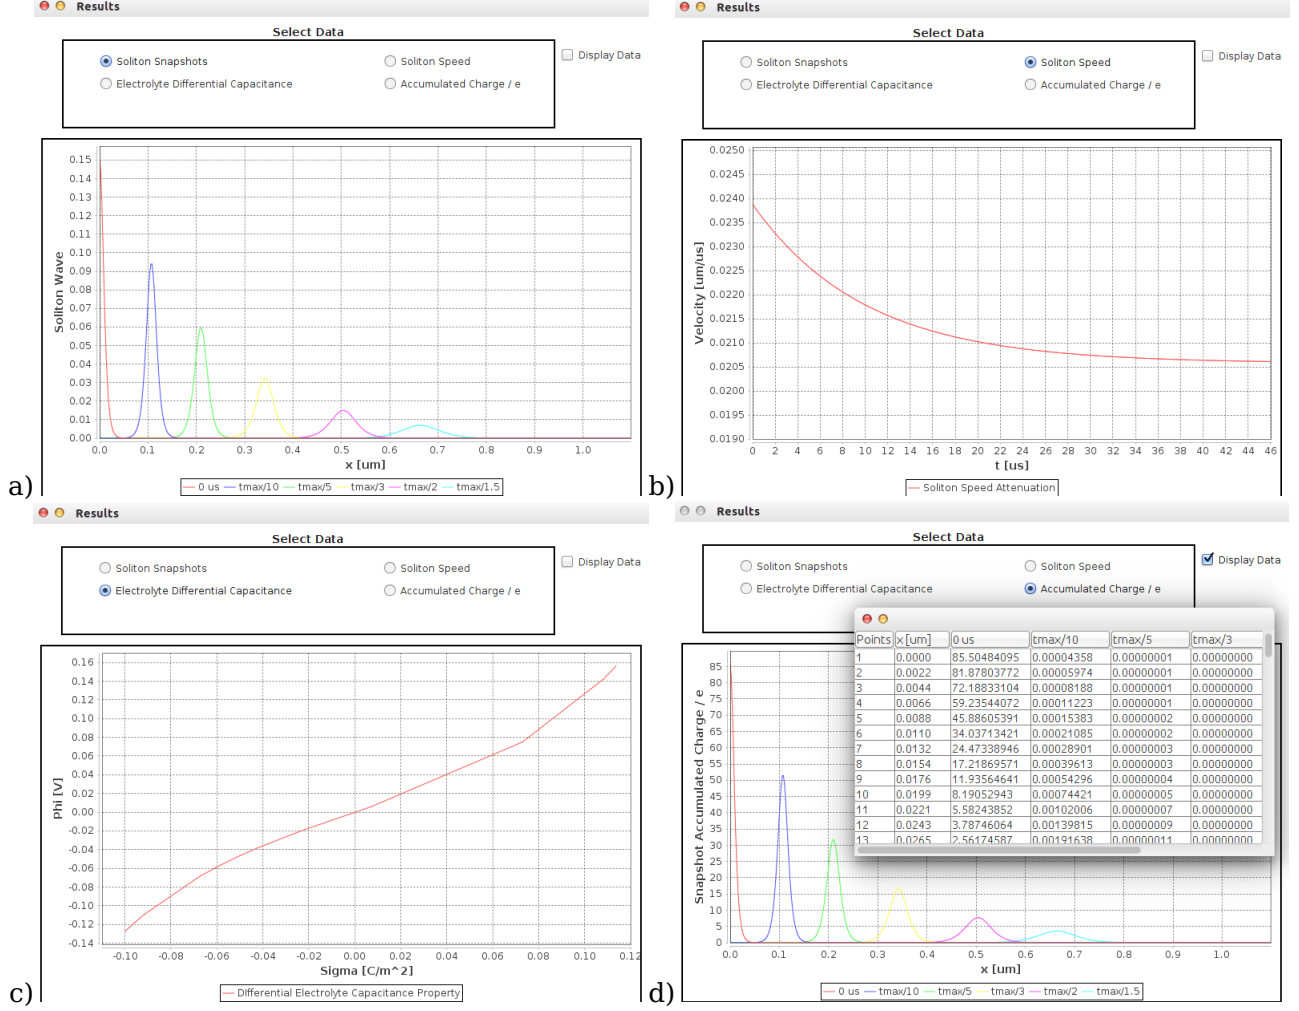 Results
Select Data
Soliton Snapshots
Soliton Speed
Display Data
Electrolyte Differential Capacitance
Accumulated Charge / e
Soliton Wave
0.15
0.14
0.13
0.12
0.11
0.10
0.09
0.08
0.07
0.06
0.05
0.04
0.03
0.02
0.01
0.00
0.0 0.1 0.2 0.3 0.4 0.5 0.6 0.7 0.8 0.9 1.0
x [um]
0 us tmax/10 tmax/5 tmax/3 tmax/2 tmax/1.5
a)
Results
Select Data
Soliton Snapshots
Soliton Speed
Display Data
Electrolyte Differential Capacitance
Accumulated Charge / e
Velocity [um/us]
0.0250
0.0245
0.0240
0.0235
0.0230
0.0225
0.0220
0.0215
0.0210
0.0205
0.0200
0.0195
0.0190
0 2 4 6 8 10 12 14 16 18 20 22 24 26 28 30 32 34 36 38 40 42 44 46
t [us]
Soliton Speed Attenuation
b)
Results
Select Data
Soliton Snapshots
Soliton Speed
Display Data
Electrolyte Differential Capacitance
Accumulated Charge / e
Phi [V]
0.16
0.14
0.12
0.10
0.08
0.06
0.04
0.02
0.00
-0.02
-0.04
-0.06
-0.08
-0.10
-0.12
-0.14
-0.10 -0.08 -0.06 -0.04 -0.02 0.00 0.02 0.04 0.06 0.08 0.10 0.12
Sigma [C/m^2]
Differential Electrolyte Capacitance Property
c)
Results
Select Data
Soliton Snapshots
Soliton Speed
Display Data
Electrolyte Differential Capacitance
Accumulated Charge / e
Points x [um] 0 us tmax/10 tmax/5 tmax/3
1 0.0000 85.50484095 0.00004358 0.00000001 0.00000000
2 0.0022 81.87803772 0.00005974 0.00000001 0.00000000
3 0.0044 72.18833104 0.00008188 0.00000001 0.00000000
4 0.0066 59.23544072 0.00011223 0.00000001 0.00000000
5 0.0088 45.88605391 0.00015383 0.00000002 0.00000000
6 0.0110 34.03713421 0.00021085 0.00000002 0.00000000
7 0.0132 24.47338946 0.00028901 0.00000003 0.00000000
8 0.0154 17.21869571 0.00039613 0.00000003 0.00000000
9 0.0176 11.93564641 0.00054296 0.00000004 0.00000000
10 0.0199 8.19052943 0.00074421 0.00000005 0.00000000
11 0.0221 5.58243852 0.00102006 0.00000007 0.00000000
12 0.0243 3.78746064 0.00139815 0.00000009 0.00000000
13 0.0265 2.56174587 0.00191638 0.00000011 0.00000000
Snapshot Accumulated Charge / e
85
80
75
70
65
60
55
50
45
40
35
30
25
20
15
10
5
0
0.0 0.1 0.2 0.3 0.4 0.5 0.6 0.7 0.8 0.9 1.0
x [um]
0 us tmax/10 tmax/5 tmax/3 tmax/2 tmax/1.5
d)